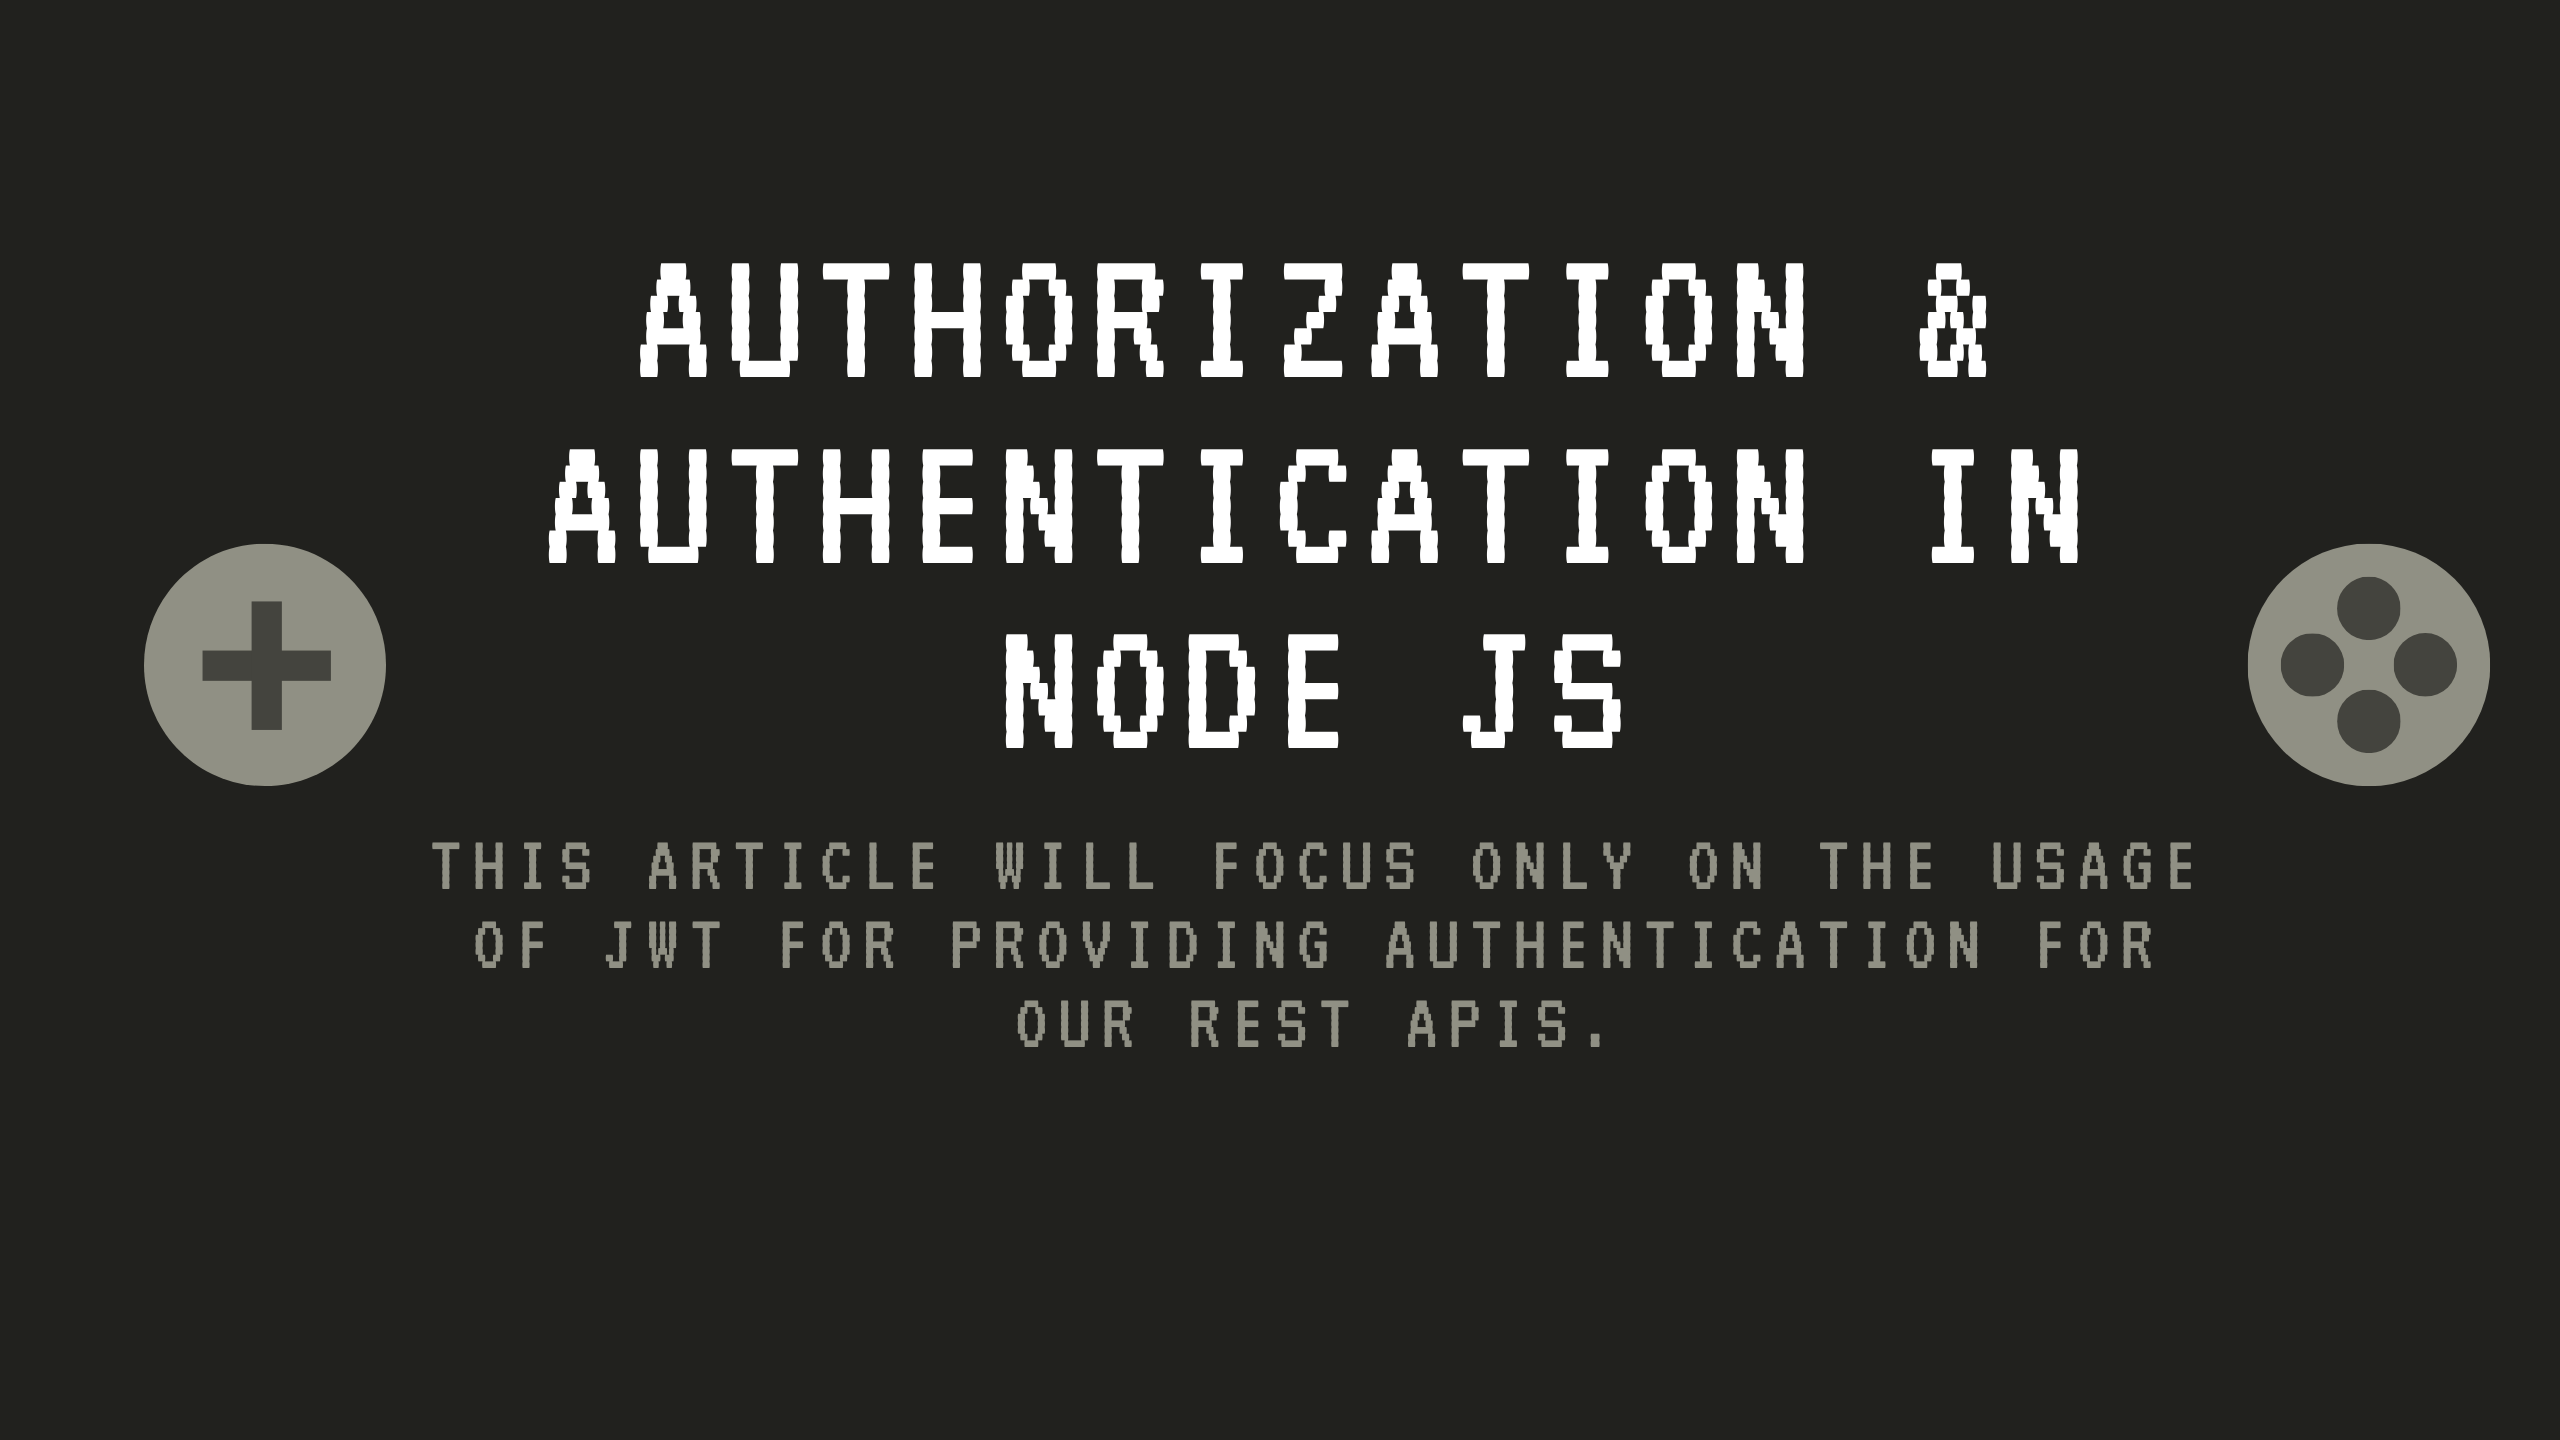 AUTHORIZATION &
AUTHENTICATION IN
NODE JS
THIS ARTICLE WILL FOCUS ONLY ON THE USAGE
OF JWT FOR PROVIDING AUTHENTICATION FOR
OUR REST APIS.